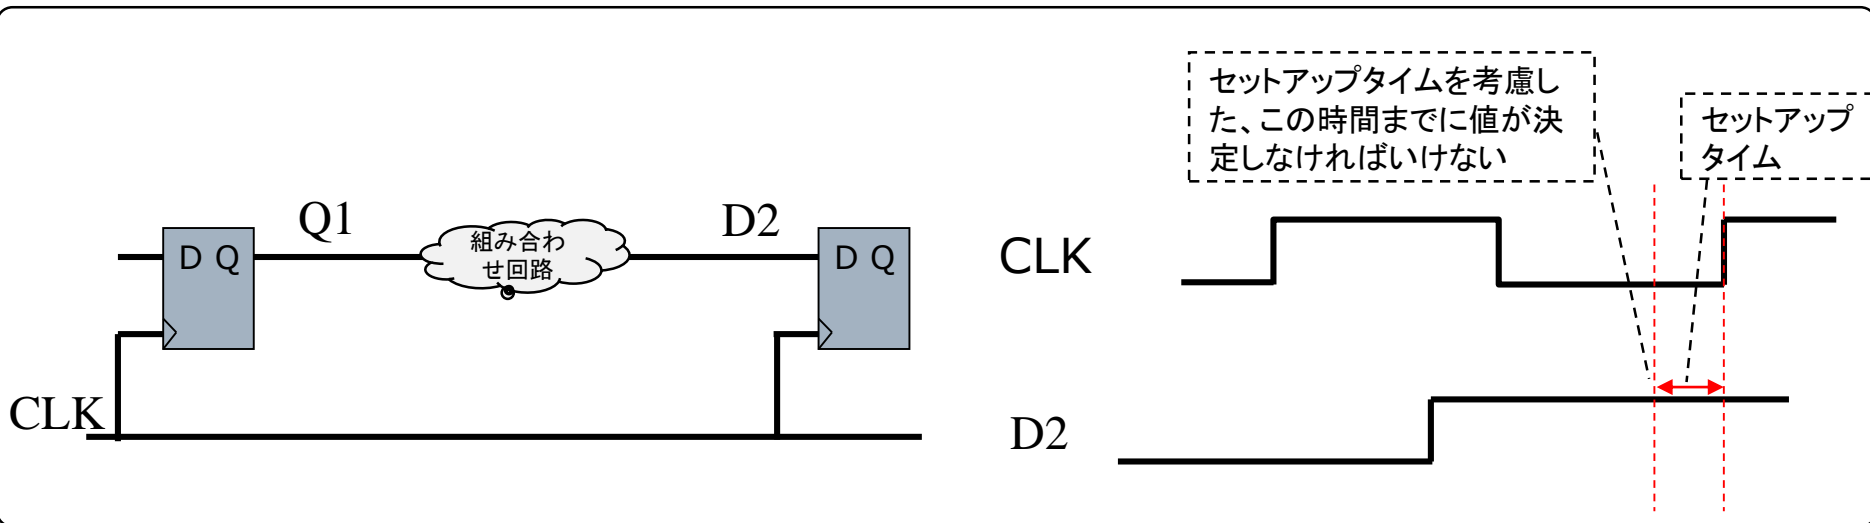 セットアップタイムを考慮し
た、この時間までに値が決
定しなければいけない
セットアップ
タイム
Q1
組み合わ
せ回路
D2
D Q
D Q
CLK
CLK
D2